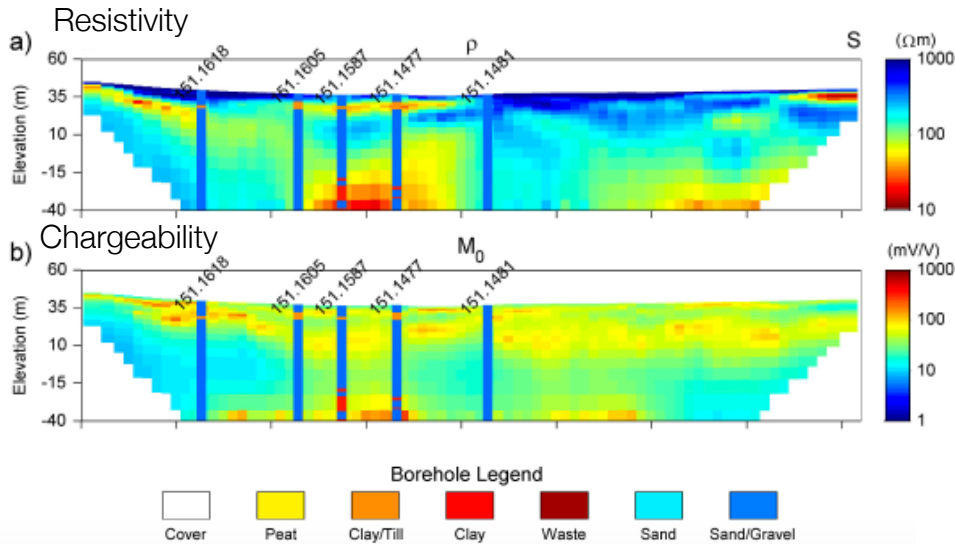 Resistivity
a) ρ S (Ωm)
151.1618 151.1605 151.1587 151.1477 151.1481
Elevation (m)
60
35
10
-15
-40
1000
100
10
Chargeability
b) M0 (mV/V)
151.1618 151.1605 151.1587 151.1477 151.1481
Elevation (m)
60
35
10
-15
-40
1000
100
10
1
Borehole Legend
Cover Peat Clay/Till Clay Waste Sand Sand/Gravel